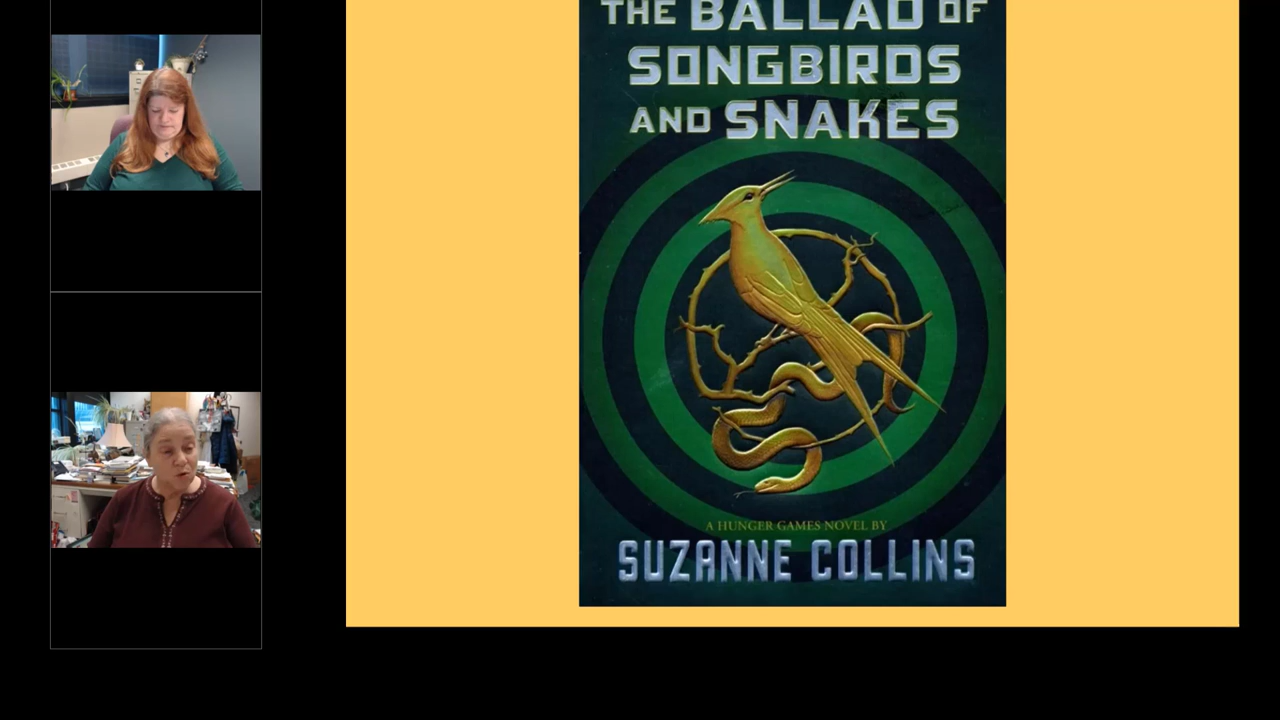 THE BALLAD OF
SONGBIRDS
AND SNAKES
A HUNGER GAMES NOVEL BY
SUZANNE COLLINS